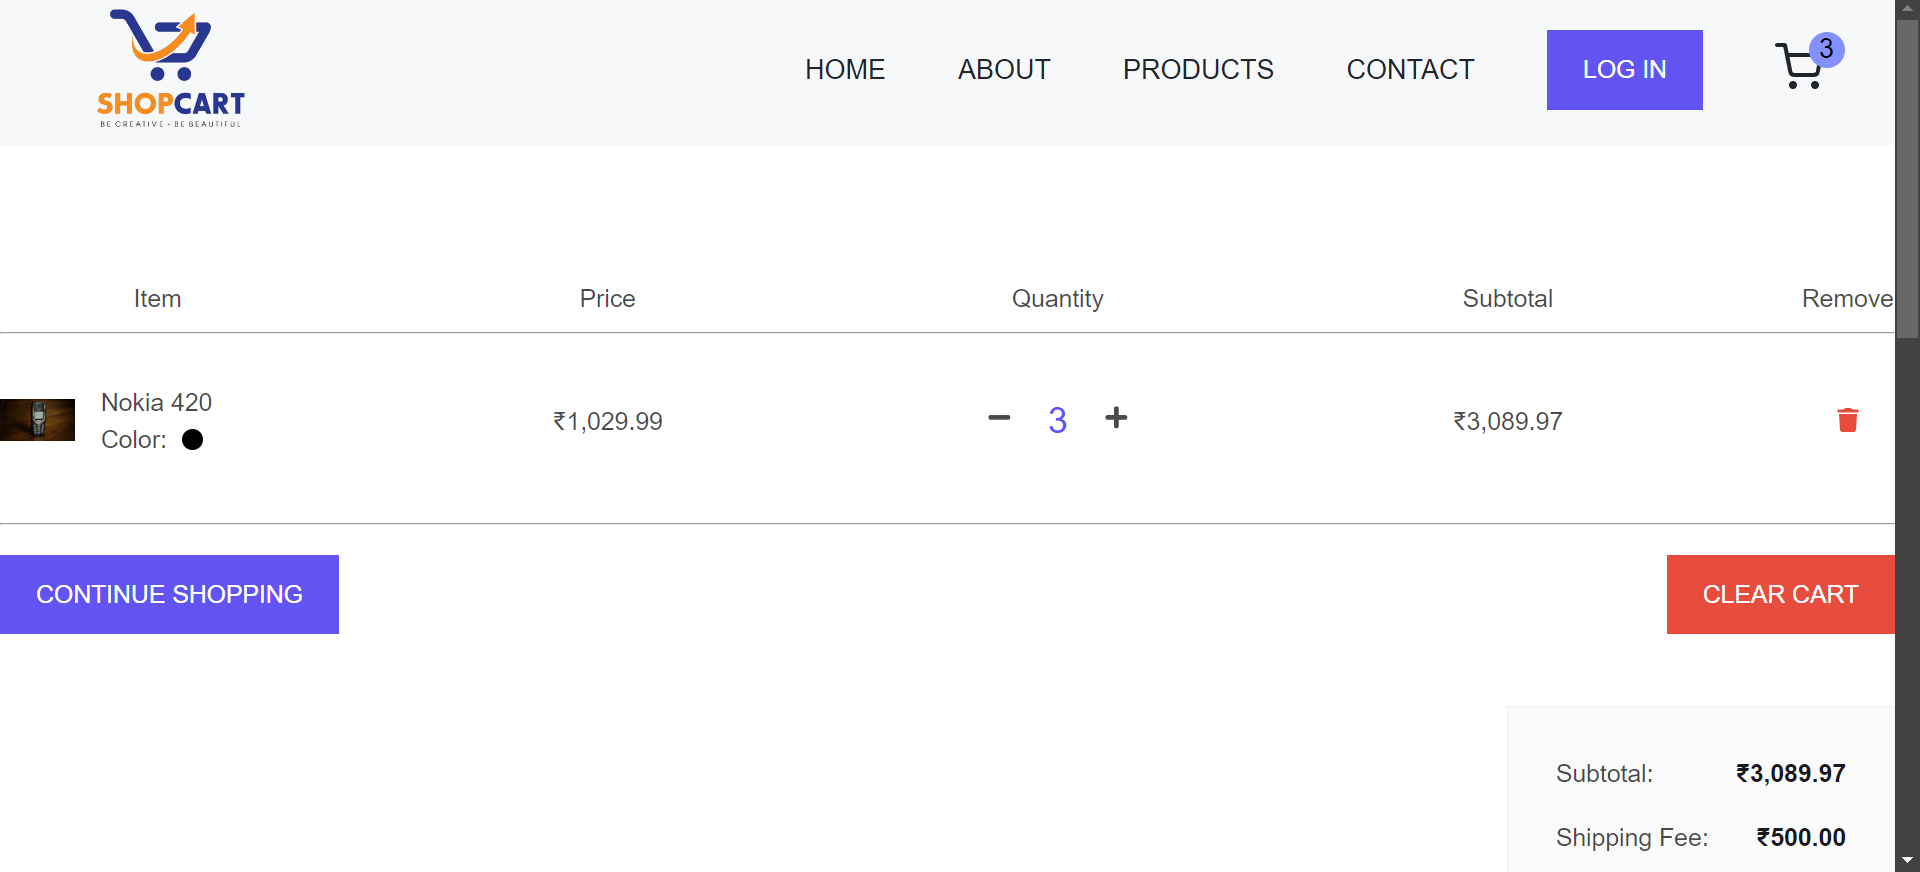 SHOPCART
BE CREATIVE - BE BEAUTIFUL
HOME ABOUT PRODUCTS CONTACT LOG IN 3
Item Price Quantity Subtotal Remove
Nokia 420
Color:
₹1,029.99 3 ₹3,089.97
CONTINUE SHOPPING CLEAR CART
Subtotal: ₹3,089.97
Shipping Fee: ₹500.00